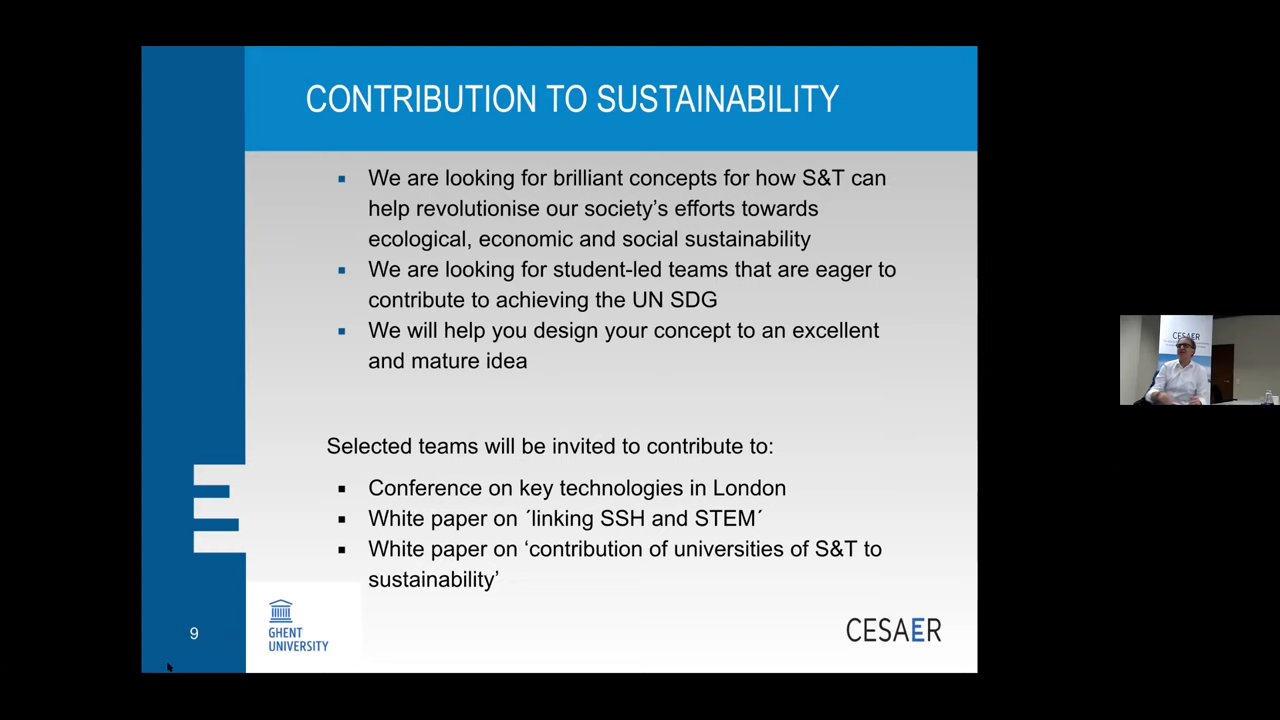 CONTRIBUTION TO SUSTAINABILITY
▪ We are looking for brilliant concepts for how S&T can
help revolutionise our society’s efforts towards
ecological, economic and social sustainability
▪ We are looking for student-led teams that are eager to
contribute to achieving the UN SDG
▪ We will help you design your concept to an excellent
and mature idea
Selected teams will be invited to contribute to:
▪ Conference on key technologies in London
▪ White paper on ´linking SSH and STEM´
▪ White paper on ‘contribution of universities of S&T to
sustainability’
9
GHENT
UNIVERSITY
CESAER
CESAER